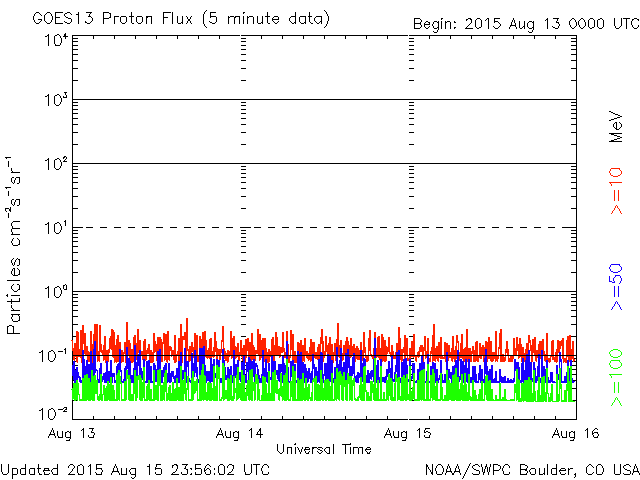 GOES13 Proton Flux (5 minute data)
Begin: 2015 Aug 13 0000 UTC
Particles cm⁻²s⁻¹sr⁻¹
10⁴
10³
10²
10¹
10⁰
10⁻¹
10⁻²
MeV
>=10
>=50
>=100
Aug 13
Aug 14
Aug 15
Aug 16
Universal Time
Updated 2015 Aug 15 23:56:02 UTC
NOAA/SWPC Boulder, CO USA